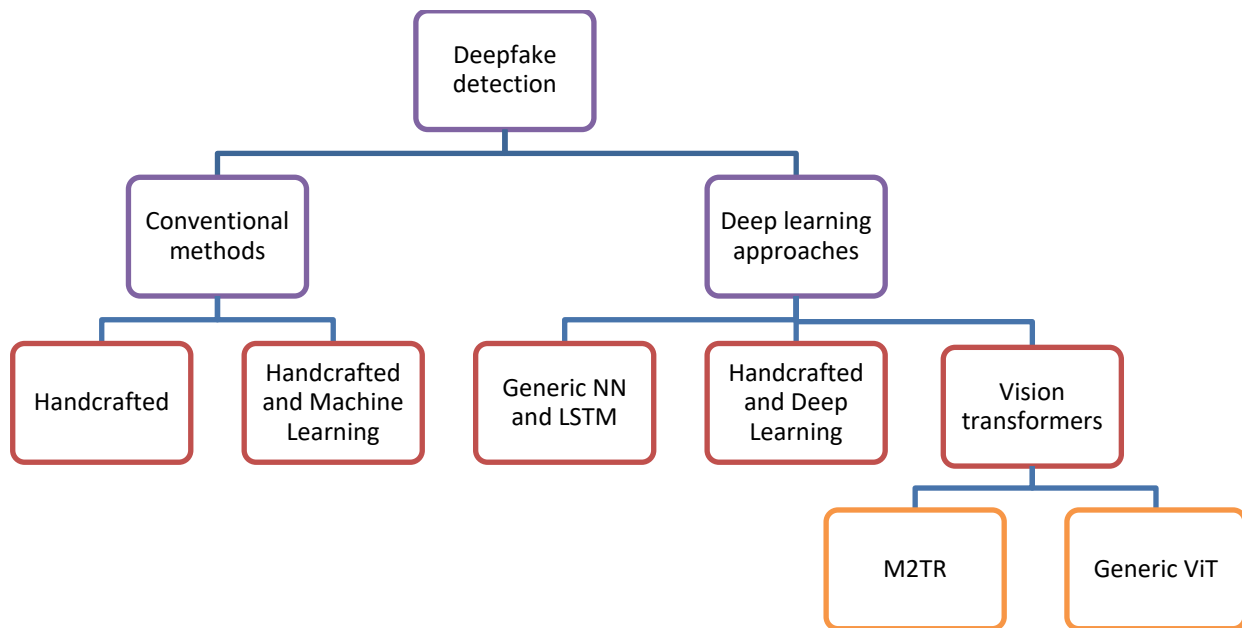 Deepfake
detection
Conventional
methods
Deep learning
approaches
Handcrafted
Handcrafted
and Machine
Learning
Generic NN
and LSTM
Handcrafted
and Deep
Learning
Vision
transformers
M2TR
Generic ViT